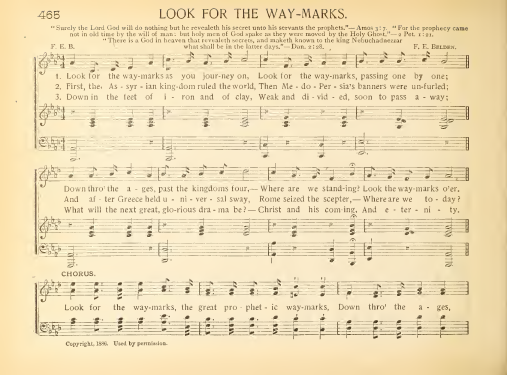 465
LOOK FOR THE WAY-MARKS.
"Surely the Lord God will do nothing but he revealeth his secret unto his servants the prophets."—Amos 3:7. "For the prophecy came
not in old time by the will of man: but holy men of God spake as they were moved by the Holy Ghost."—2 Pet. 1:21.
"There is a God in heaven that revealeth secrets, and maketh known to the king Nebuchadnezzar
F. E. B. what shall be in the latter days."—Dan. 2:28. F. E. BELDEN.
1. Look for the way-marks as you jour-ney on, Look for the way-marks, passing one by one;
2. First, the As - syr - ian king-dom ruled the world, Then Me - do - Per - sia's banners were un-furled;
3. Down in the feet of i - ron and of clay, Weak and di - vid - ed, soon to pass a - way;
Down thro' the a - ges, past the kingdoms four,— Where are we stand-ing? Look the way-marks o'er.
And af - ter Greece held u - ni - ver - sal sway, Rome seized the scepter,— Where are we to - day?
What will the next great, glo-rious dra - ma be?— Christ and his com-ing, And e - ter - ni - ty.
CHORUS.
Look for the way-marks, the great pro - phet - ic way-marks, Down thro' the a - ges,
Copyright, 1886. Used by permission.